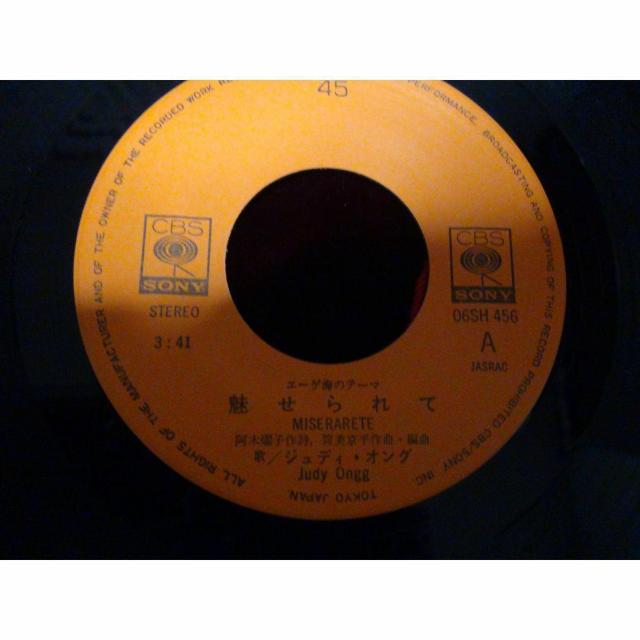 45
ALL RIGHTS OF THE MANUFACTURER AND OF THE OWNER OF THE RECORDED WORK RE
PERFORMANCE, BROADCASTING AND COPYING OF THIS RECORD PROHIBITED CBS/SONY INC.
TOKYO JAPAN
CBS
SONY
STEREO
3:41
CBS
SONY
06SH 456
A
JASRAC
エーゲ海のテーマ
魅せられて
MISERARETE
阿木燿子作詩、筒美京平作曲・編曲
歌/ジュディ・オング
Judy Ongg